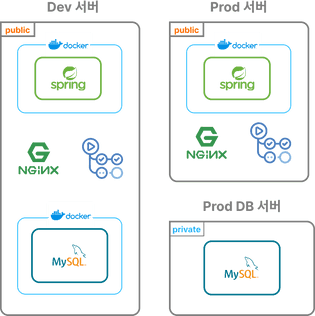 Dev 서버
public
docker
spring
NGINX
docker
MySQL
Prod 서버
public
docker
spring
NGINX
Prod DB 서버
private
MySQL